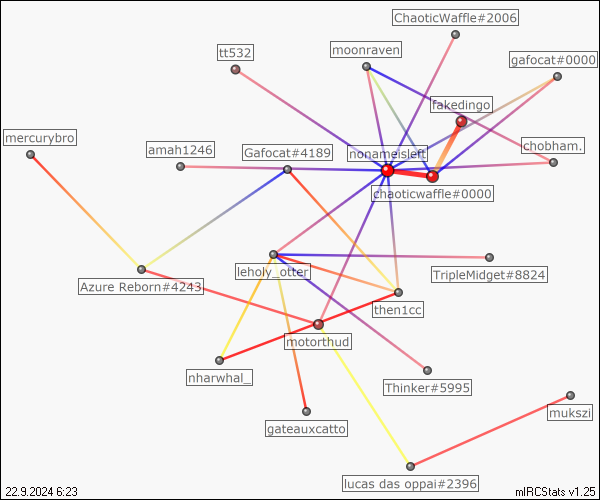 ChaoticWaffle#2006
tt532
moonraven
gafocat#0000
fakedingo
mercurybro
amah1246
Gafocat#4189
nonameisleft
chobham.
chaoticwaffle#0000
leholy_otter
TripleMidget#8824
Azure Reborn#4243
then1cc
motorthud
nharwhal_
Thinker#5995
mukszi
gateauxcatto
lucas das oppai#2396
22.9.2024 6:23
mIRCStats v1.25